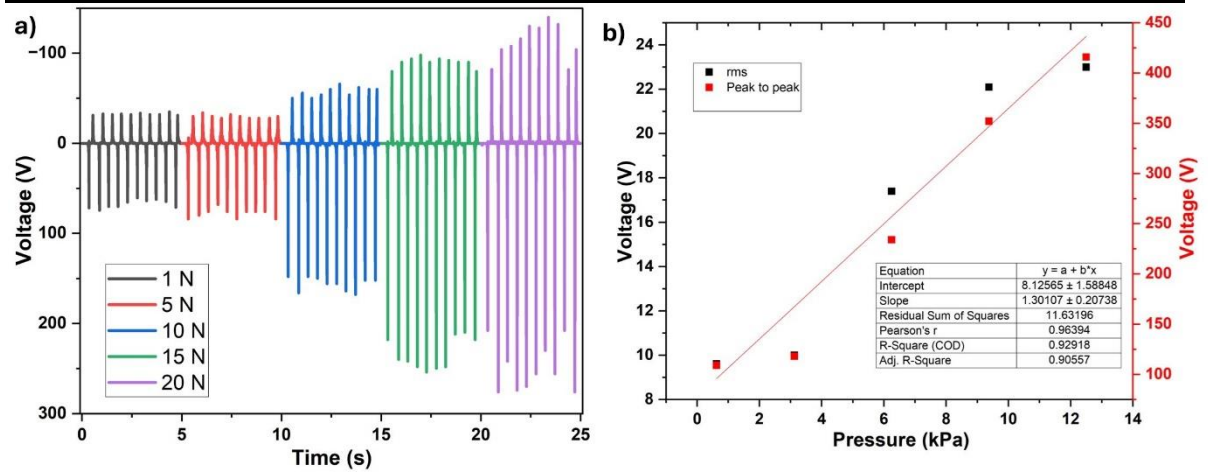 a)
Voltage (V)
−100
0
100
200
300
1 N
5 N
10 N
15 N
20 N
0 5 10 15 20 25
Time (s)
b)
Voltage (V)
24
22
20
18
16
14
12
10
8
rms
Peak to peak
Equation y = a + b*x
Intercept 8.12565 ± 1.58848
Slope 1.30107 ± 0.20738
Residual Sum of Squares 11.63196
Pearson's r 0.96394
R-Square (COD) 0.92918
Adj. R-Square 0.90557
0 2 4 6 8 10 12 14
Pressure (kPa)
450
400
350
300
250
200
150
100
Voltage (V)